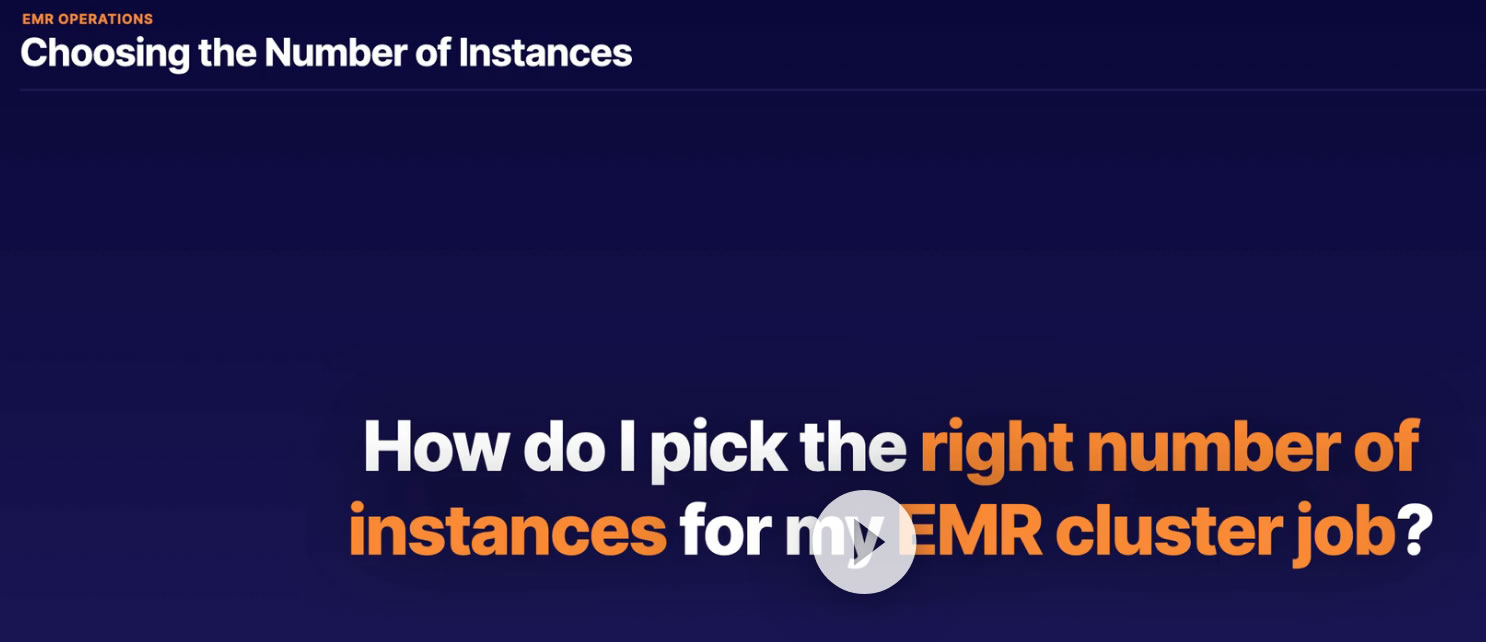 EMR OPERATIONS
Choosing the Number of Instances
How do I pick the right number of
instances for my EMR cluster job?